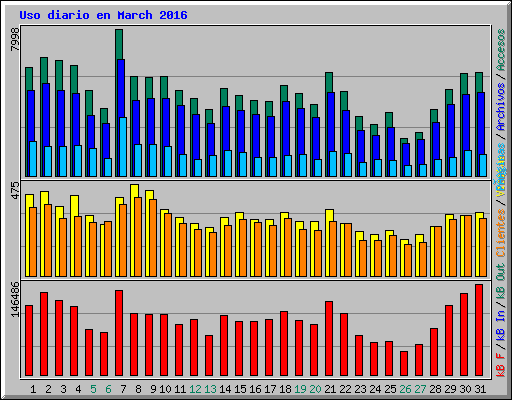 Uso diario en March 2016
7998
475
146486
Clientes / Páginas / Archivos / Accesos
kB F / kB In / kB Out
1 2 3 4 5 6 7 8 9 10 11 12 13 14 15 16 17 18 19 20 21 22 23 24 25 26 27 28 29 30 31